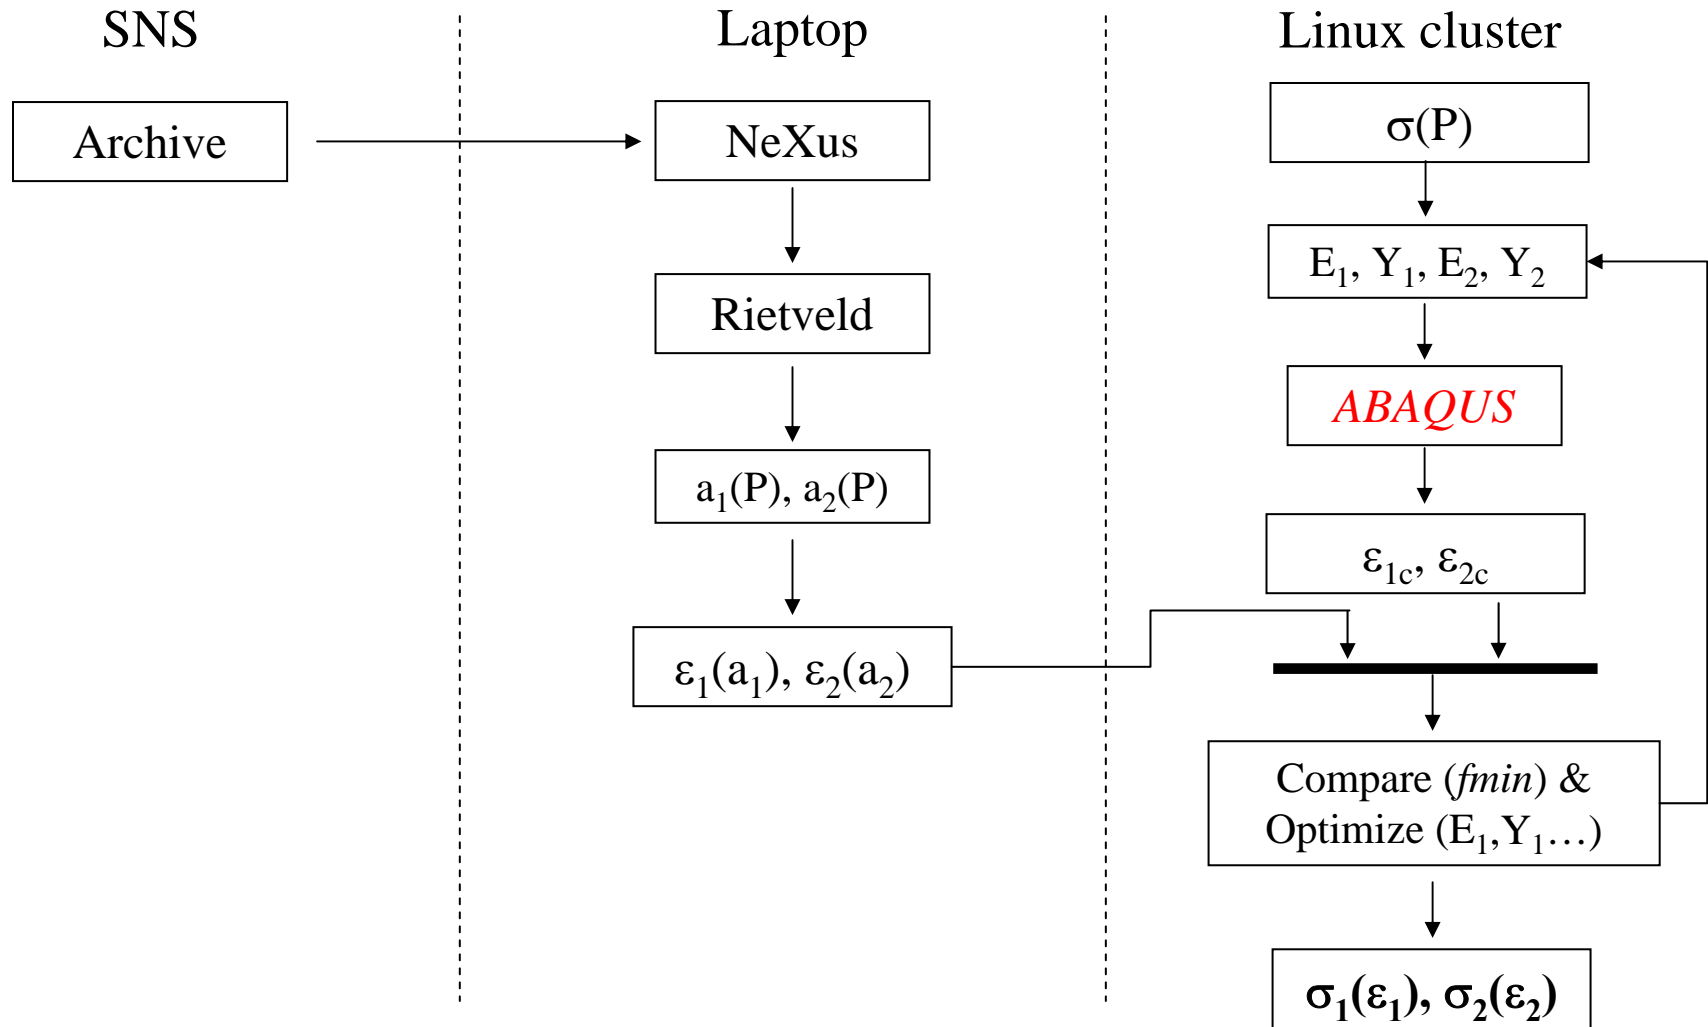 SNS
Laptop
Linux cluster
Archive
NeXus
Rietveld
a₁(P), a₂(P)
ε₁(a₁), ε₂(a₂)
σ(P)
E₁, Y₁, E₂, Y₂
ABAQUS
ε₁c, ε₂c
Compare (fmin) &
Optimize (E₁,Y₁…)
σ₁(ε₁), σ₂(ε₂)